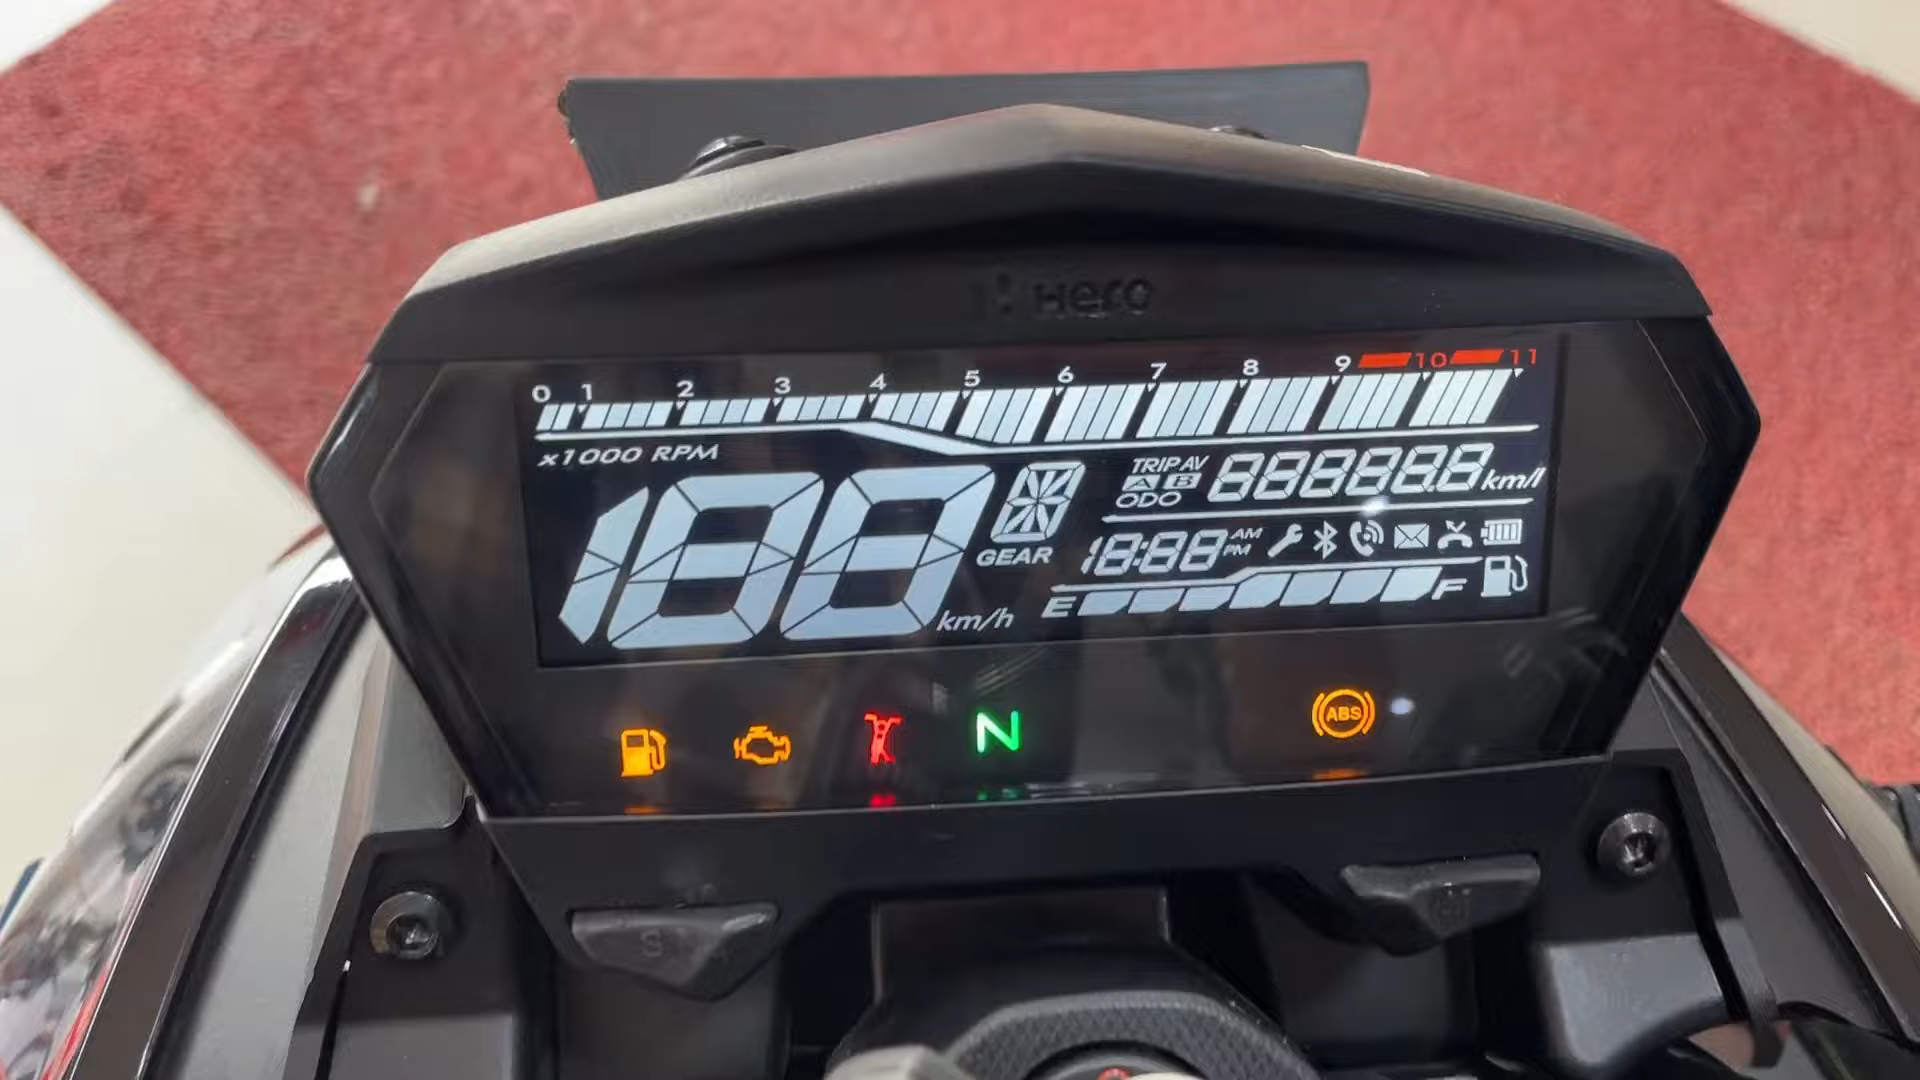 Hero
0 1 2 3 4 5 6 7 8 9 10 11
x1000 RPM
188
GEAR
km/h
TRIP AV
A B
ODO
888888.8 km/l
18:88 AM
PM
E F
N
ABS
S